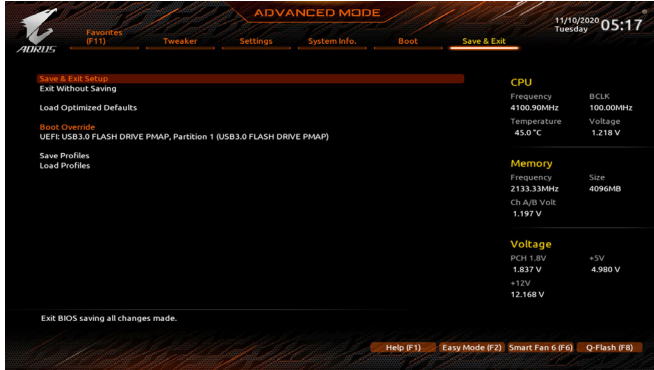 ADVANCED MODE
11/10/2020
Tuesday
05:17
AORUS
Favorites
(F11)
Tweaker
Settings
System Info.
Boot
Save & Exit
Save & Exit Setup
Exit Without Saving
Load Optimized Defaults
Boot Override
UEFI: USB3.0 FLASH DRIVE PMAP, Partition 1 (USB3.0 FLASH DRIVE PMAP)
Save Profiles
Load Profiles
CPU
Frequency BCLK
4100.90MHz 100.00MHz
Temperature Voltage
45.0 °C 1.218 V
Memory
Frequency Size
2133.33MHz 4096MB
Ch A/B Volt
1.197 V
Voltage
PCH 1.8V +5V
1.837 V 4.980 V
+12V
12.168 V
Exit BIOS saving all changes made.
Help (F1) Easy Mode (F2) Smart Fan 6 (F6) Q-Flash (F8)